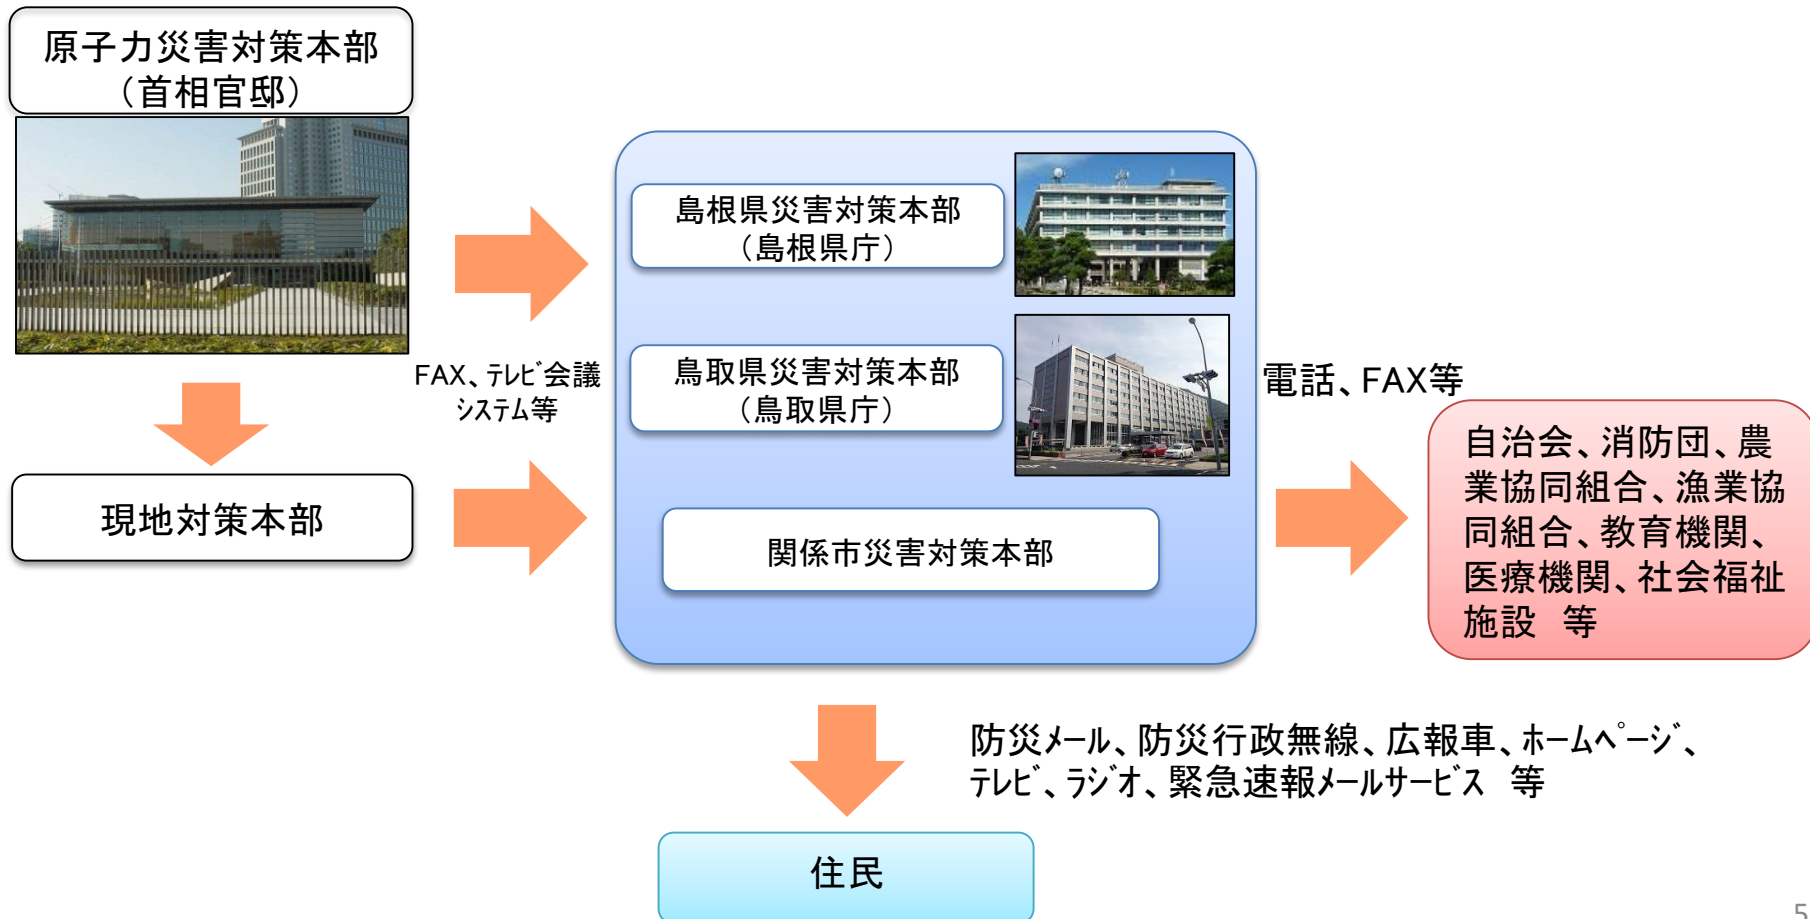 原子力災害対策本部
（首相官邸）
島根県災害対策本部
（島根県庁）
鳥取県災害対策本部
（鳥取県庁）
FAX、ﾃﾚﾋﾞ会議
ｼｽﾃﾑ等
電話、FAX等
現地対策本部
関係市災害対策本部
自治会、消防団、農
業協同組合、漁業協
同組合、教育機関、
医療機関、社会福祉
施設　等
防災ﾒｰﾙ、防災行政無線、広報車、ﾎｰﾑﾍﾟｰｼﾞ、
ﾃﾚﾋﾞ、ﾗｼﾞｵ、緊急速報ﾒｰﾙｻｰﾋﾞｽ　等
住民
5